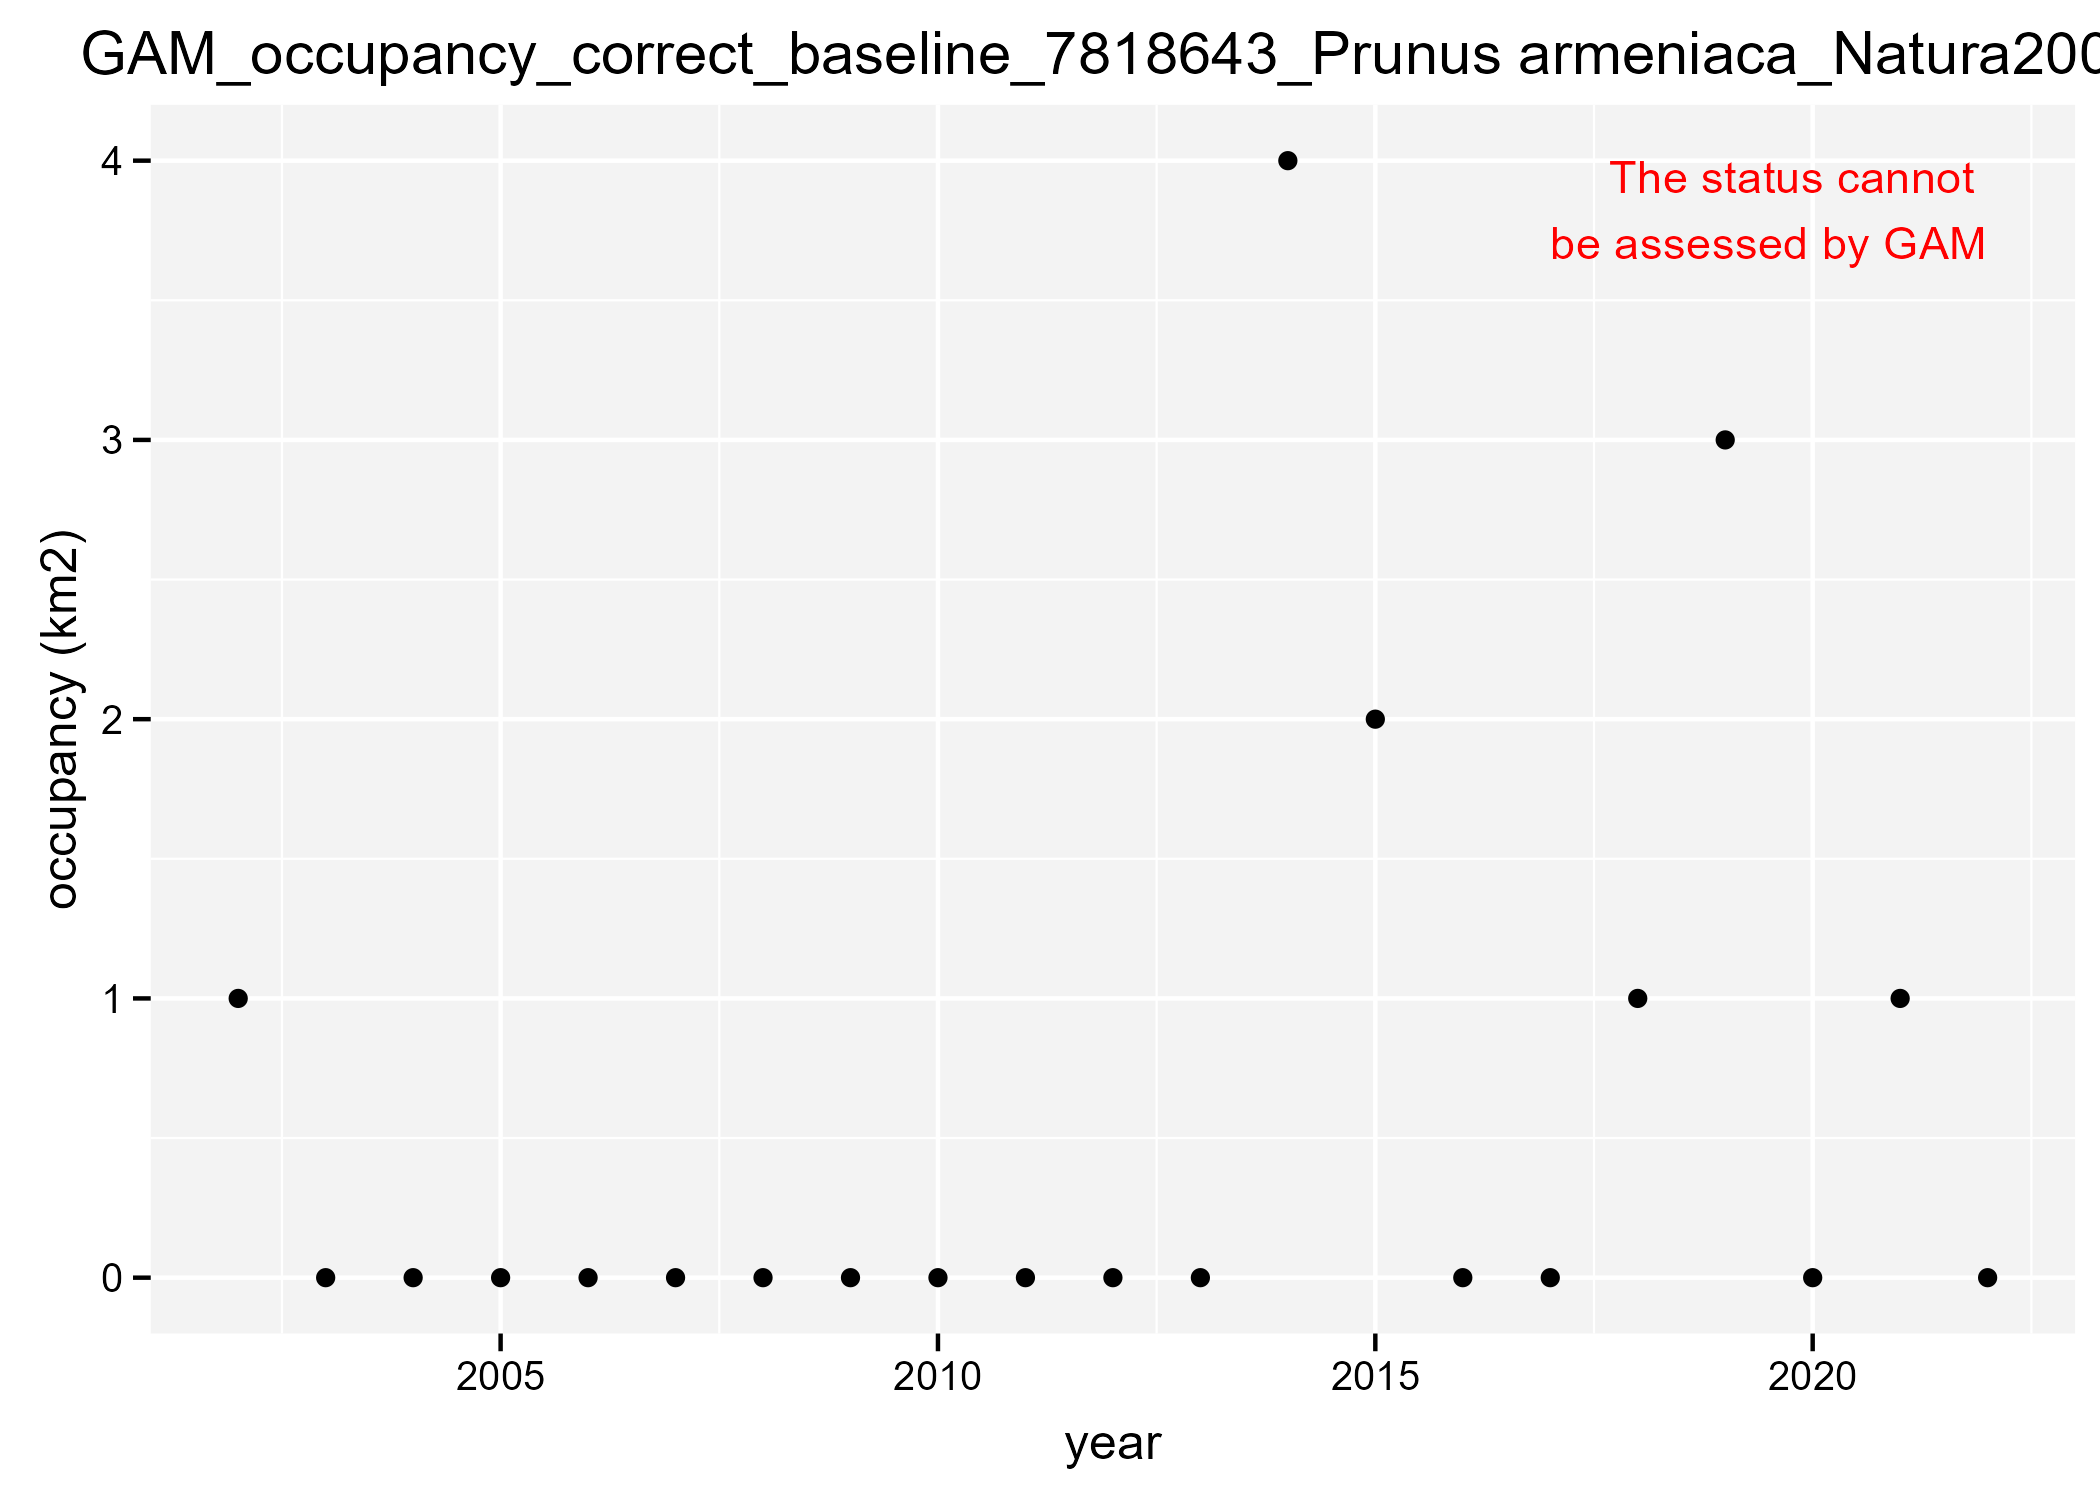 GAM_occupancy_correct_baseline_7818643_Prunus armeniaca_Natura200
4
The status cannot
be assessed by GAM
3
occupancy (km2)
2
1
0
2005
2010
2015
2020
year